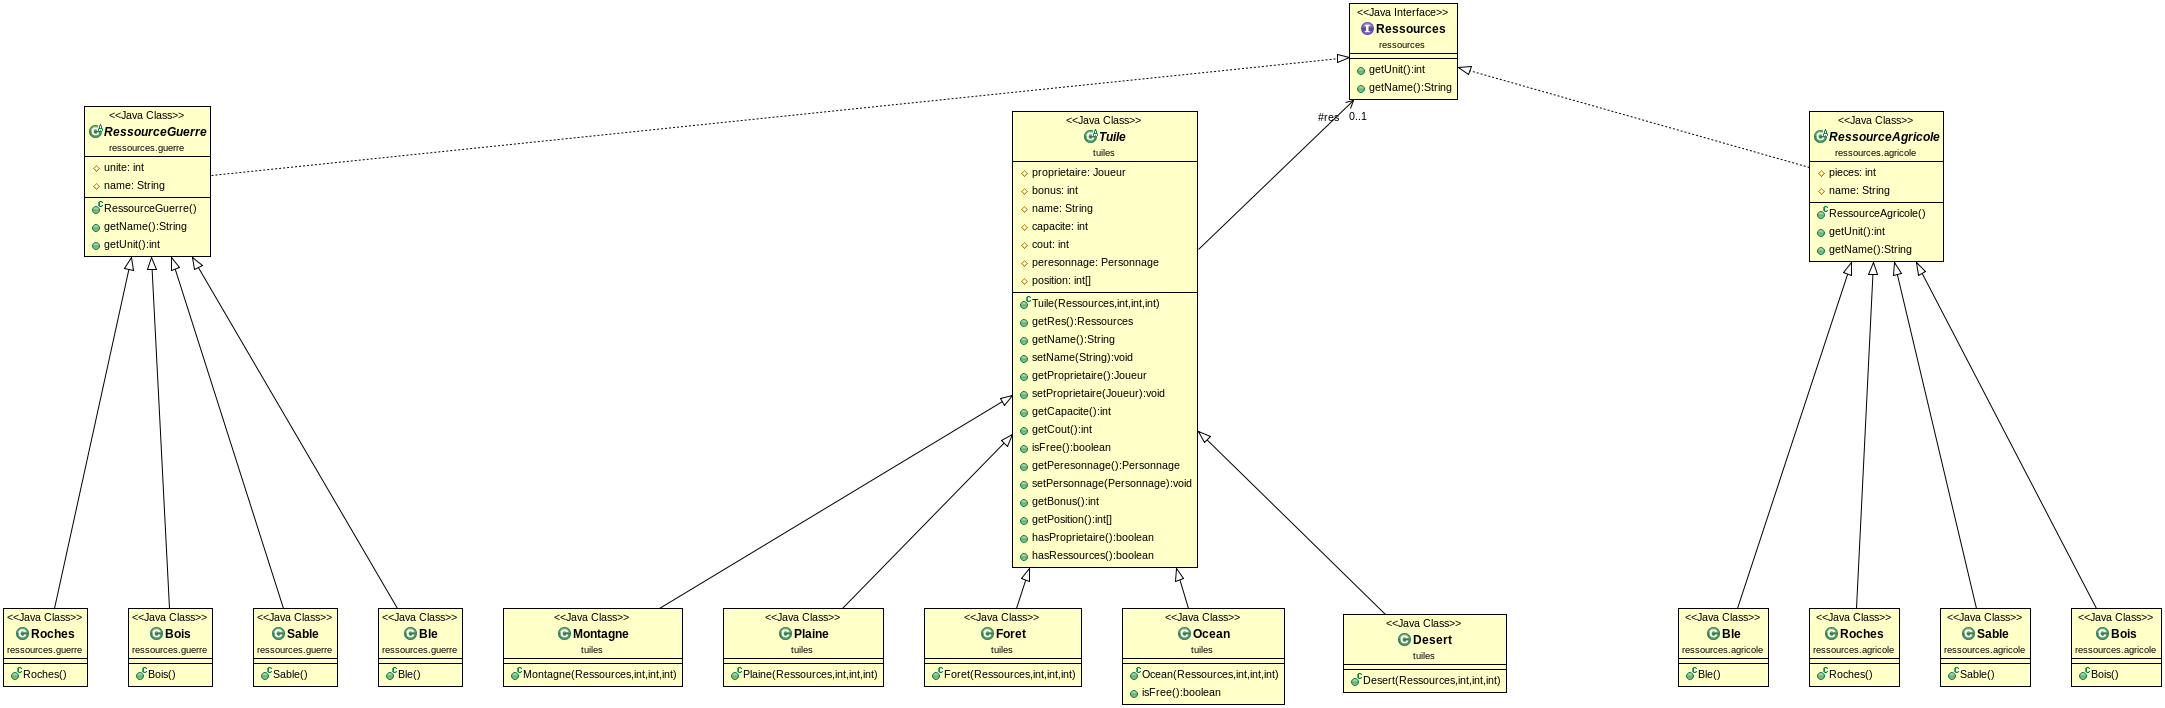 <<Java Interface>>
Ressources
ressources
getUnit():int
getName():String
<<Java Class>>
RessourceGuerre
ressources.guerre
unite: int
name: String
RessourceGuerre()
getName():String
getUnit():int
#res
0..1
<<Java Class>>
Tuile
tuiles
proprietaire: Joueur
bonus: int
name: String
capacite: int
cout: int
peresonnage: Personnage
position: int[]
Tuile(Ressources,int,int,int)
getRes():Ressources
getName():String
setName(String):void
getProprietaire():Joueur
setProprietaire(Joueur):void
getCapacite():int
getCout():int
isFree():boolean
getPeresonnage():Personnage
setPersonnage(Personnage):void
getBonus():int
getPosition():int[]
hasProprietaire():boolean
hasRessources():boolean
<<Java Class>>
RessourceAgricole
ressources.agricole
pieces: int
name: String
RessourceAgricole()
getUnit():int
getName():String
<<Java Class>>
Roches
ressources.guerre
Roches()
<<Java Class>>
Bois
ressources.guerre
Bois()
<<Java Class>>
Sable
ressources.guerre
Sable()
<<Java Class>>
Ble
ressources.guerre
Ble()
<<Java Class>>
Montagne
tuiles
Montagne(Ressources,int,int,int)
<<Java Class>>
Plaine
tuiles
Plaine(Ressources,int,int,int)
<<Java Class>>
Foret
tuiles
Foret(Ressources,int,int,int)
<<Java Class>>
Ocean
tuiles
Ocean(Ressources,int,int,int)
isFree():boolean
<<Java Class>>
Desert
tuiles
Desert(Ressources,int,int,int)
<<Java Class>>
Ble
ressources.agricole
Ble()
<<Java Class>>
Roches
ressources.agricole
Roches()
<<Java Class>>
Sable
ressources.agricole
Sable()
<<Java Class>>
Bois
ressources.agricole
Bois()